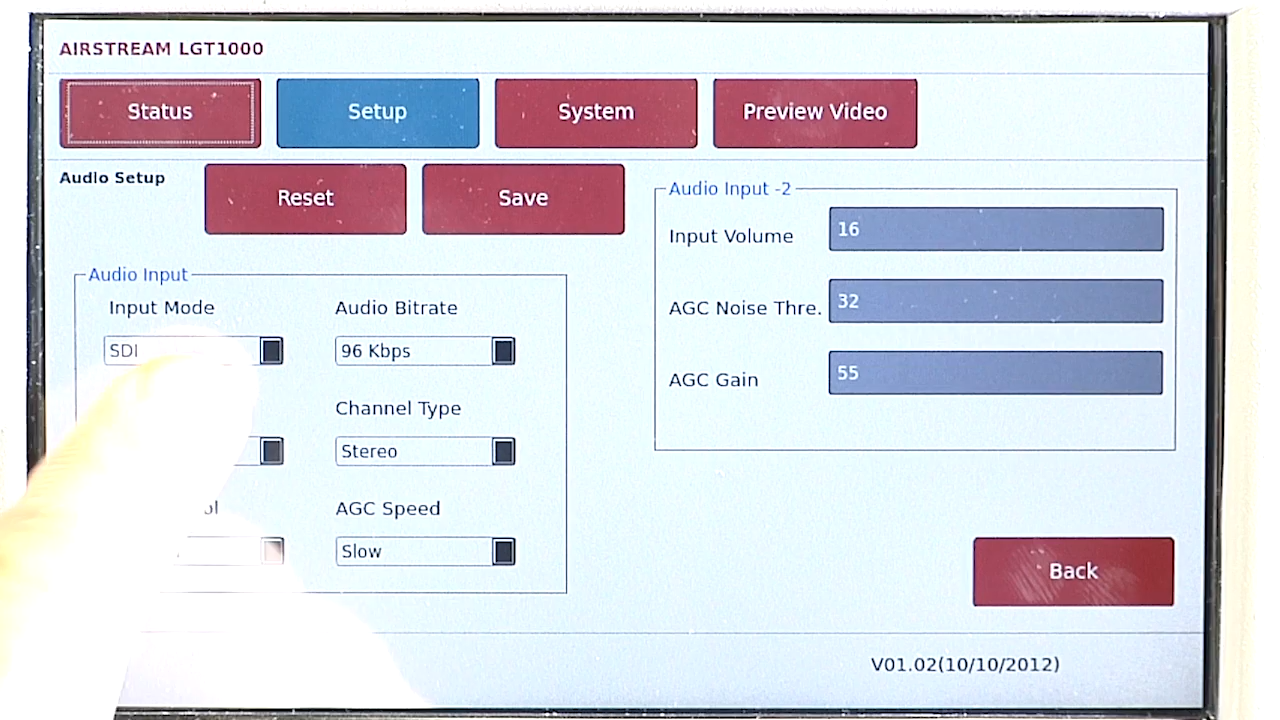 AIRSTREAM LGT1000
Status
Setup
System
Preview Video
Audio Setup
Reset
Save
Audio Input
Input Mode
SDI
Audio Bitrate
96 Kbps
Channel Type
Stereo
AGC Speed
Slow
Audio Input -2
Input Volume
16
AGC Noise Thre.
32
AGC Gain
55
Back
V01.02(10/10/2012)